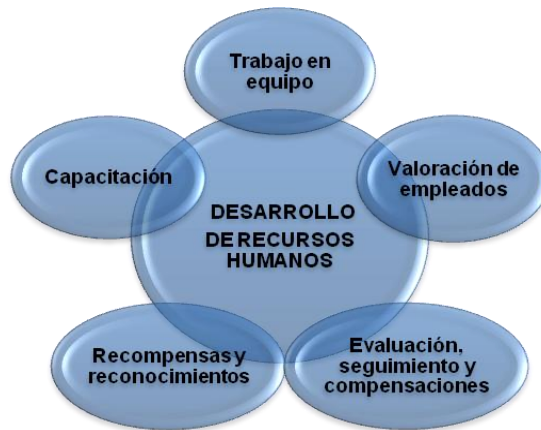 Trabajo en
equipo
Capacitación
Valoración de
empleados
DESARROLLO
DE RECURSOS
HUMANOS
Recompensas y
reconocimientos
Evaluación,
seguimiento y
compensaciones